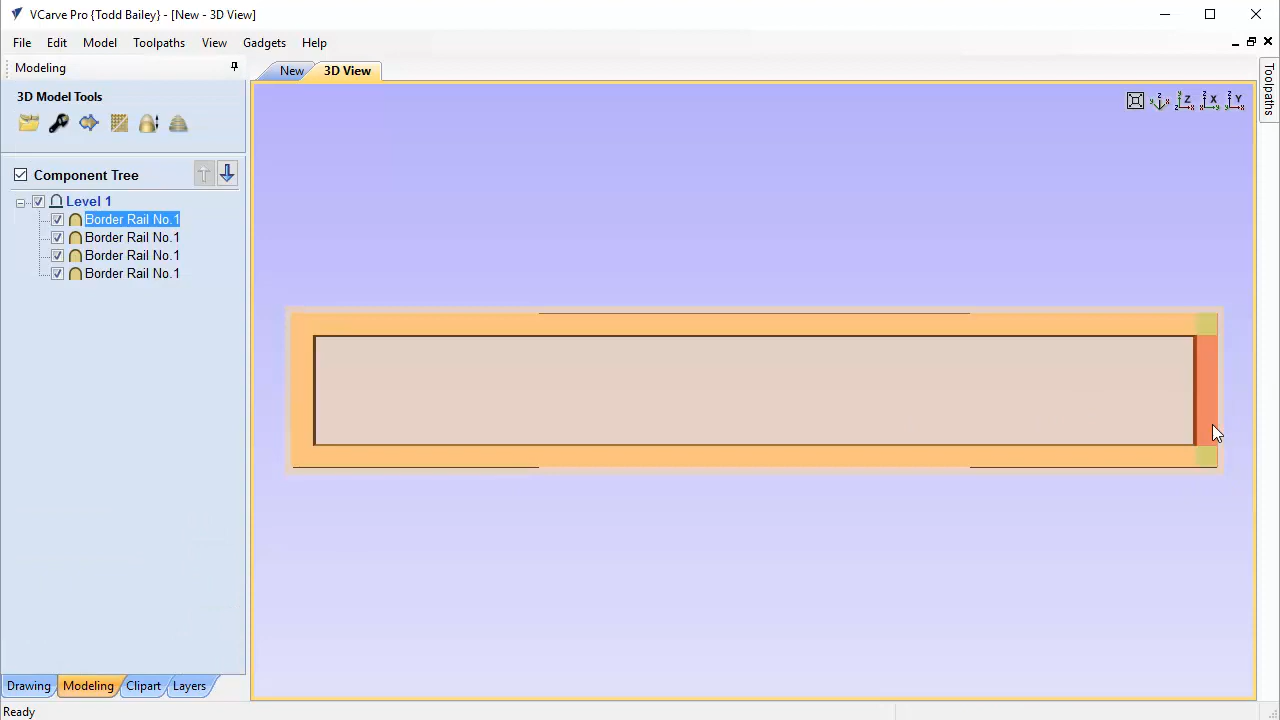 VCarve Pro {Todd Bailey} - [New - 3D View]
File Edit Model Toolpaths View Gadgets Help
Modeling
New 3D View
3D Model Tools
Z X Y
Toolpaths
Component Tree
Level 1
Border Rail No.1
Border Rail No.1
Border Rail No.1
Border Rail No.1
Drawing Modeling Clipart Layers
Ready